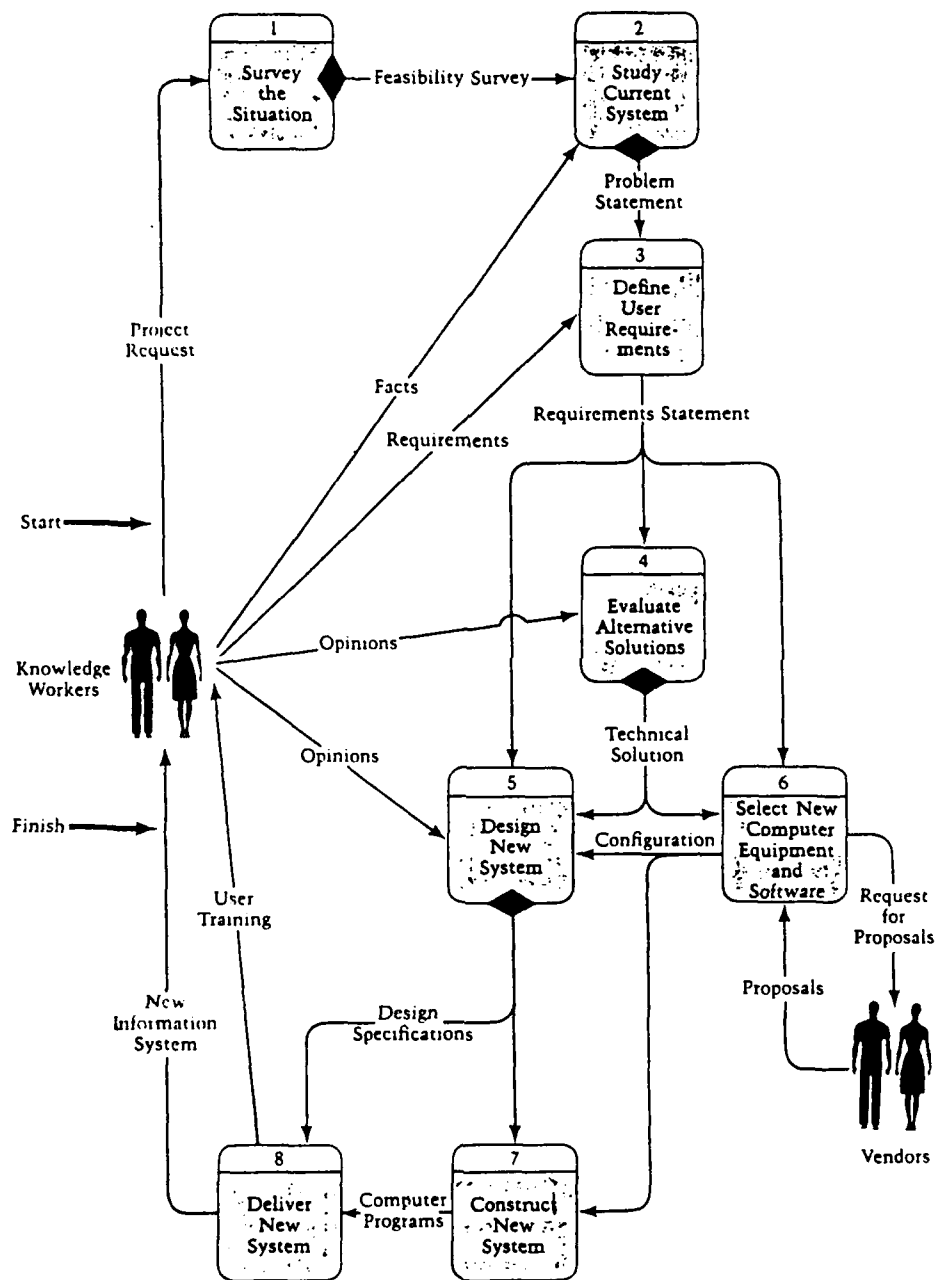 1
Survey
the
Situation
Feasibility Survey
2
Study
Current
System
Problem
Statement
3
Define
User
Require-
ments
Project
Request
Facts
Requirements
Requirements Statement
Start
4
Evaluate
Alternative
Solutions
Opinions
Knowledge
Workers
Technical
Solution
Opinions
5
Design
New
System
6
Select New
Computer
Equipment
and
Software
Configuration
Finish
User
Training
Request
for
Proposals
Proposals
New
Information
System
Design
Specifications
Vendors
8
Deliver
New
System
Computer
Programs
7
Construct
New
System